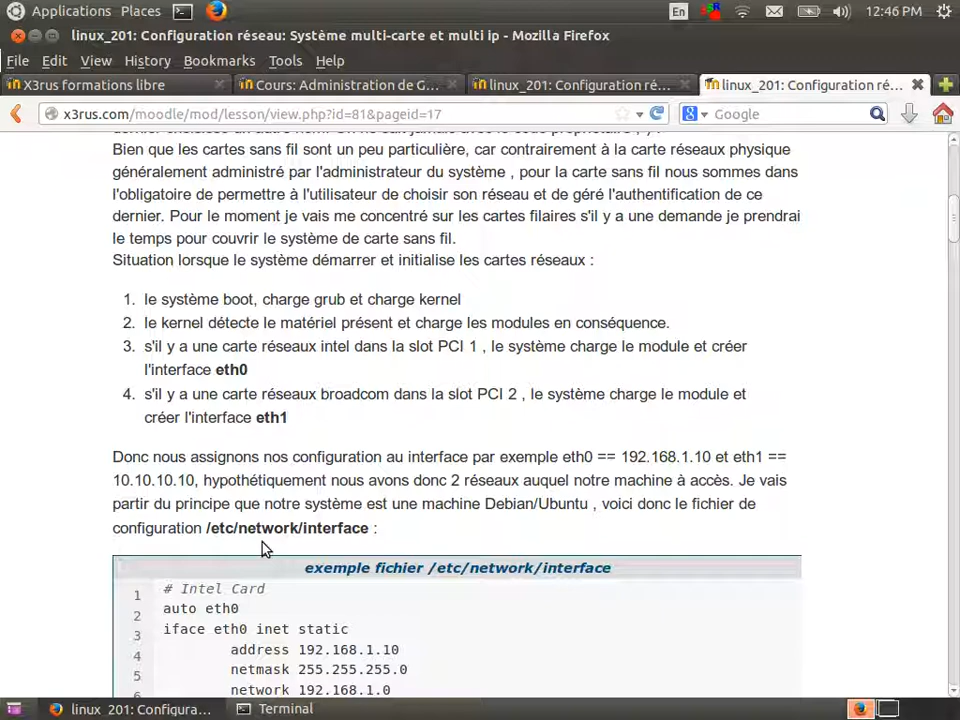 Applications Places En 12:46 PM
linux_201: Configuration réseau: Système multi-carte et multi ip - Mozilla Firefox
File Edit View History Bookmarks Tools Help
X3rus formations libre Cours: Administration de G... linux_201: Configuration ré... linux_201: Configuration ré...
x3rus.com/moodle/mod/lesson/view.php?id=81&pageid=17 Google
Bien que les cartes sans fil sont un peu particulière, car contrairement à la carte réseaux physique
généralement administré par l'administrateur du système , pour la carte sans fil nous sommes dans
l'obligatoire de permettre à l'utilisateur de choisir son réseau et de géré l'authentification de ce
dernier. Pour le moment je vais me concentré sur les cartes filaires s'il y a une demande je prendrai
le temps pour couvrir le système de carte sans fil.
Situation lorsque le système démarrer et initialise les cartes réseaux :
1. le système boot, charge grub et charge kernel
2. le kernel détecte le matériel présent et charge les modules en conséquence.
3. s'il y a une carte réseaux intel dans la slot PCI 1 , le système charge le module et créer
l'interface eth0
4. s'il y a une carte réseaux broadcom dans la slot PCI 2 , le système charge le module et
créer l'interface eth1
Donc nous assignons nos configuration au interface par exemple eth0 == 192.168.1.10 et eth1 ==
10.10.10.10, hypothétiquement nous avons donc 2 réseaux auquel notre machine à accès. Je vais
partir du principe que notre système est une machine Debian/Ubuntu , voici donc le fichier de
configuration /etc/network/interface :
exemple fichier /etc/network/interface
1 # Intel Card
2 auto eth0
3 iface eth0 inet static
4 address 192.168.1.10
5 netmask 255.255.255.0
6 network 192.168.1.0
linux_201: Configura... Terminal